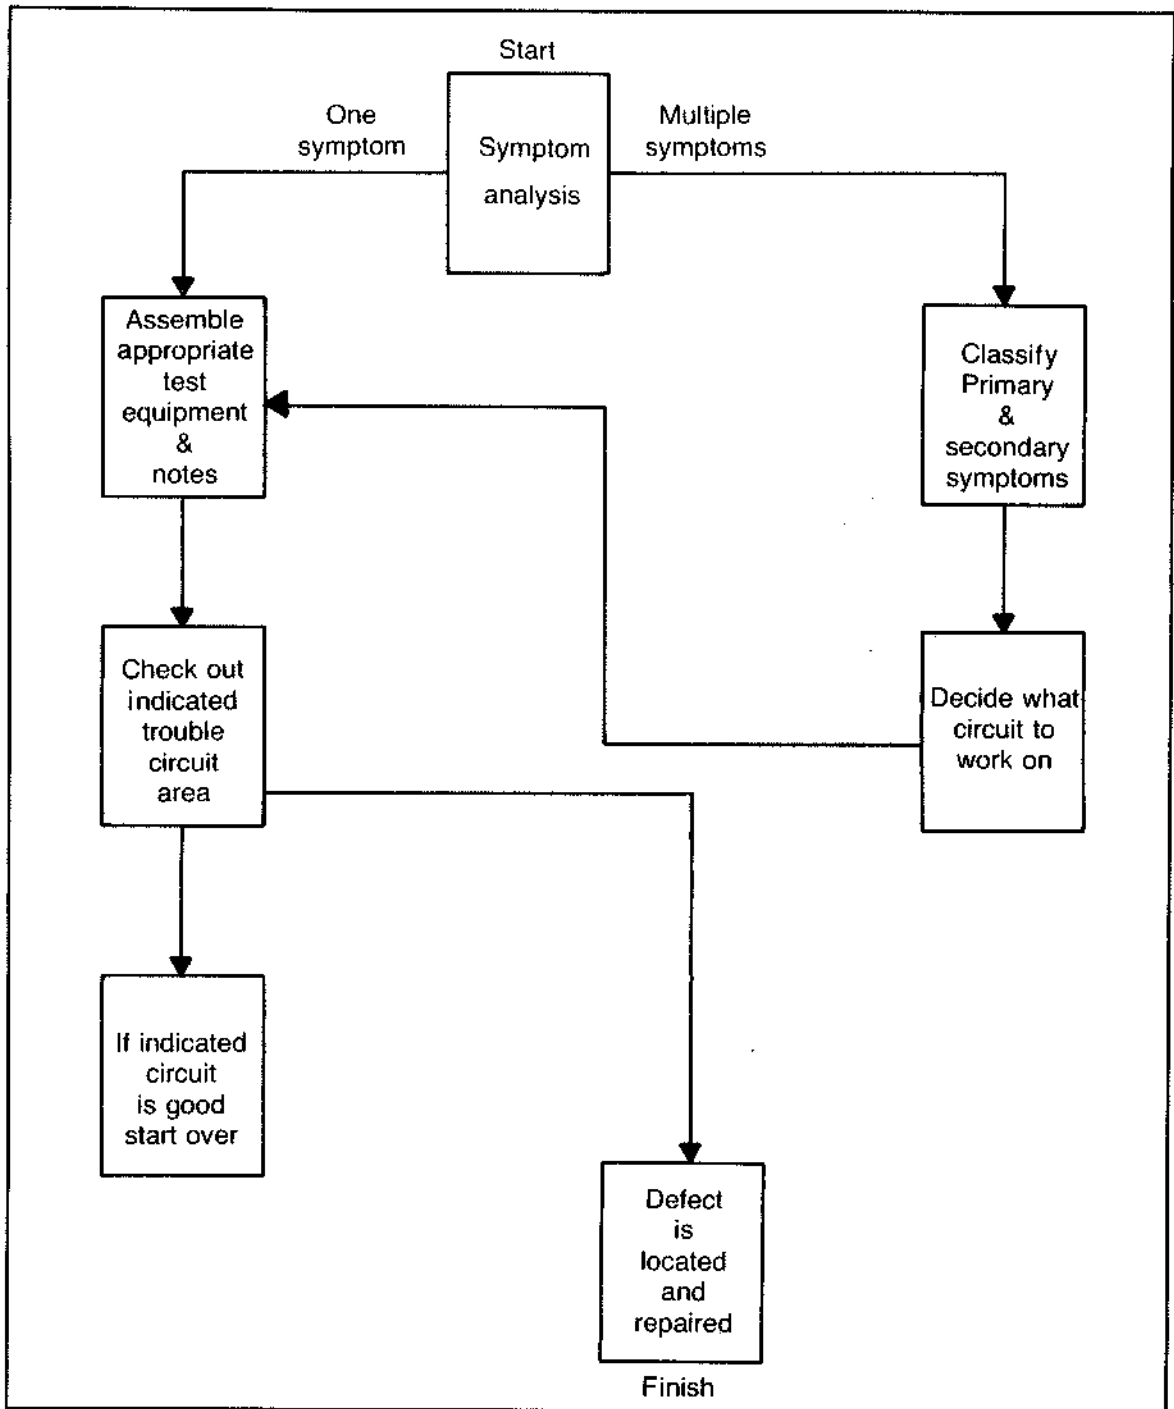 Start
One
symptom
Symptom
analysis
Multiple
symptoms
Assemble
appropriate
test
equipment
&
notes
Classify
Primary
&
secondary
symptoms
Check out
indicated
trouble
circuit
area
Decide what
circuit to
work on
If indicated
circuit
is good
start over
Defect
is
located
and
repaired
Finish